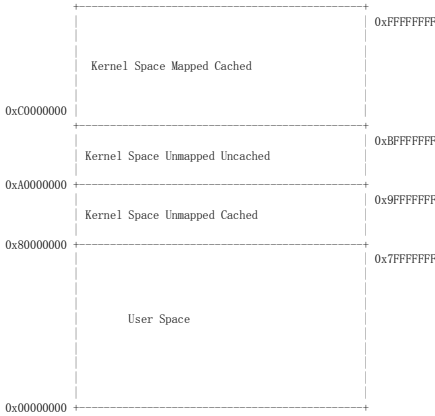 0xFFFFFFFF
Kernel Space Mapped Cached
0xC0000000
0xBFFFFFFF
Kernel Space Unmapped Uncached
0xA0000000
0x9FFFFFFF
Kernel Space Unmapped Cached
0x80000000
0x7FFFFFFF
User Space
0x00000000